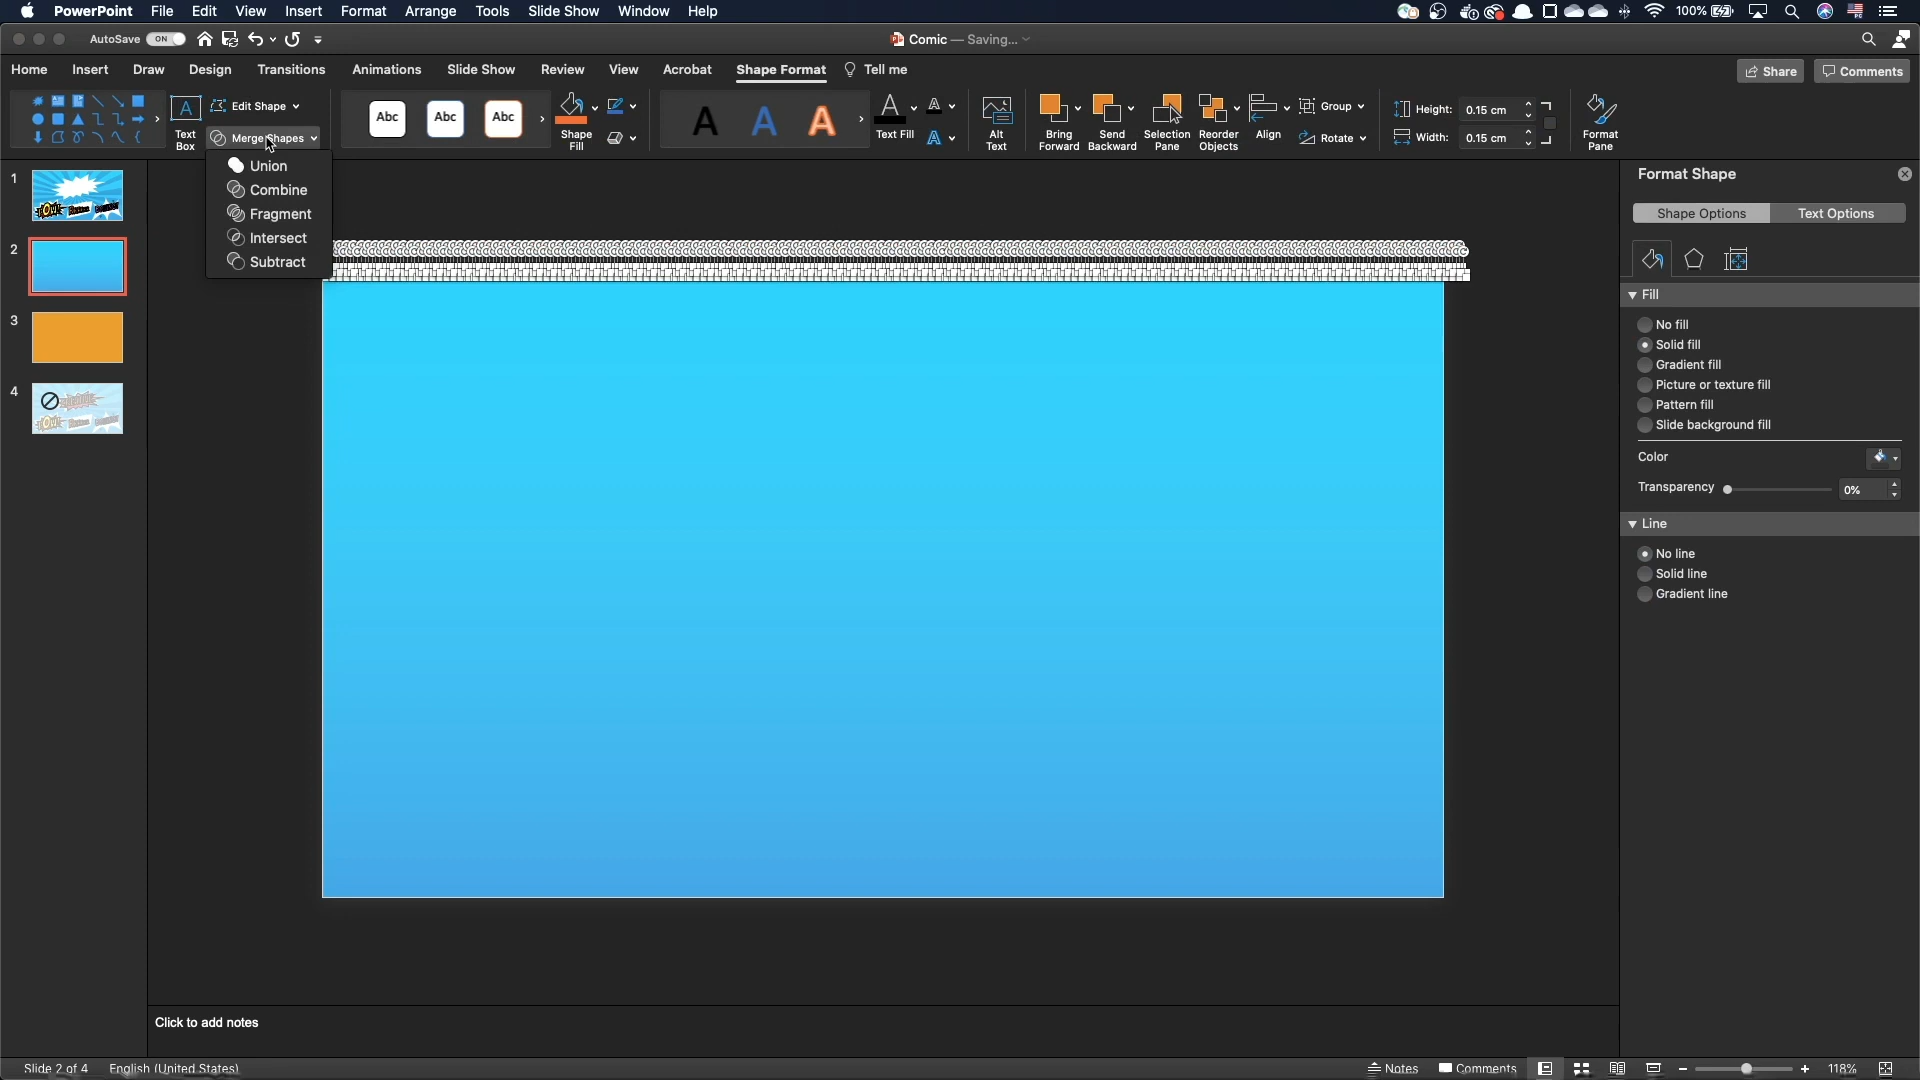 PowerPoint File Edit View Insert Format Arrange Tools Slide Show Window Help 100%
AutoSave ON Comic — Saving...
Home Insert Draw Design Transitions Animations Slide Show Review View Acrobat Shape Format Tell me Share Comments
Text Box
Edit Shape
Merge Shapes
Abc Abc Abc
Shape Fill
A A A
Text Fill
Alt Text
Bring Forward
Send Backward
Selection Pane
Reorder Objects
Align
Group
Rotate
Height: 0.15 cm
Width: 0.15 cm
Format Pane
Union
Combine
Fragment
Intersect
Subtract
1
2
3
4
Format Shape
Shape Options Text Options
Fill
No fill
Solid fill
Gradient fill
Picture or texture fill
Pattern fill
Slide background fill
Color
Transparency 0%
Line
No line
Solid line
Gradient line
Click to add notes
Slide 2 of 4 English (United States) Notes Comments 118%